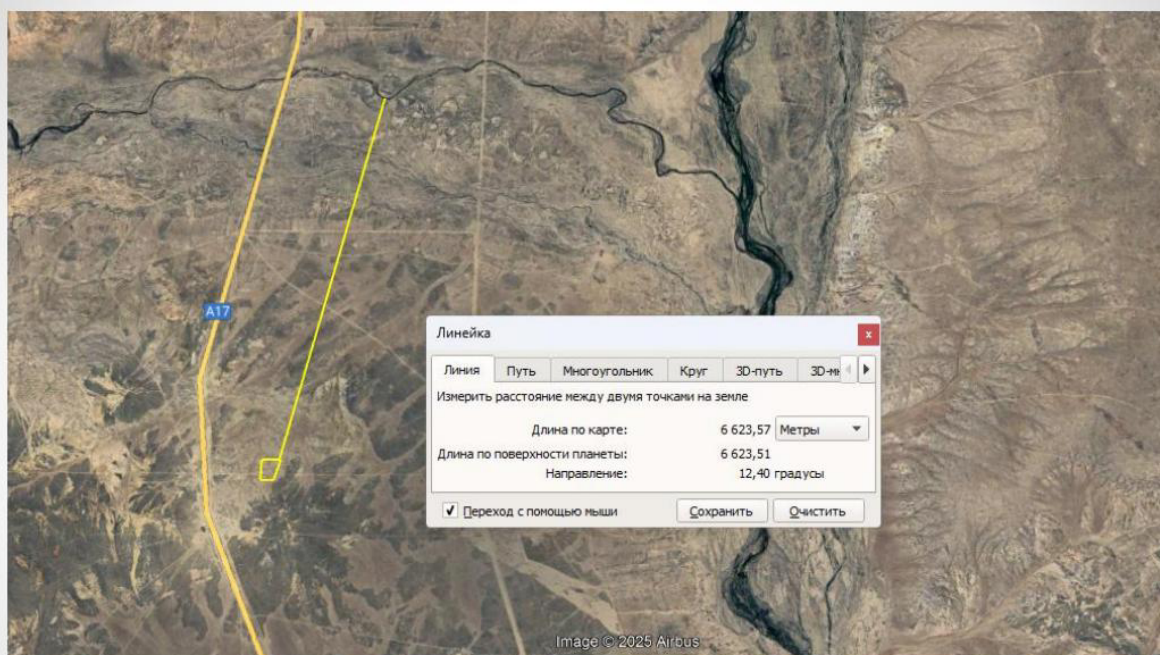 A17
Линейка
Линия Путь Многоугольник Круг 3D-путь 3D-м
Измерить расстояние между двумя точками на земле
Длина по карте: 6 623,57 Метры
Длина по поверхности планеты: 6 623,51
Направление: 12,40 градусы
Переход с помощью мыши Сохранить Очистить
Image © 2025 Airbus